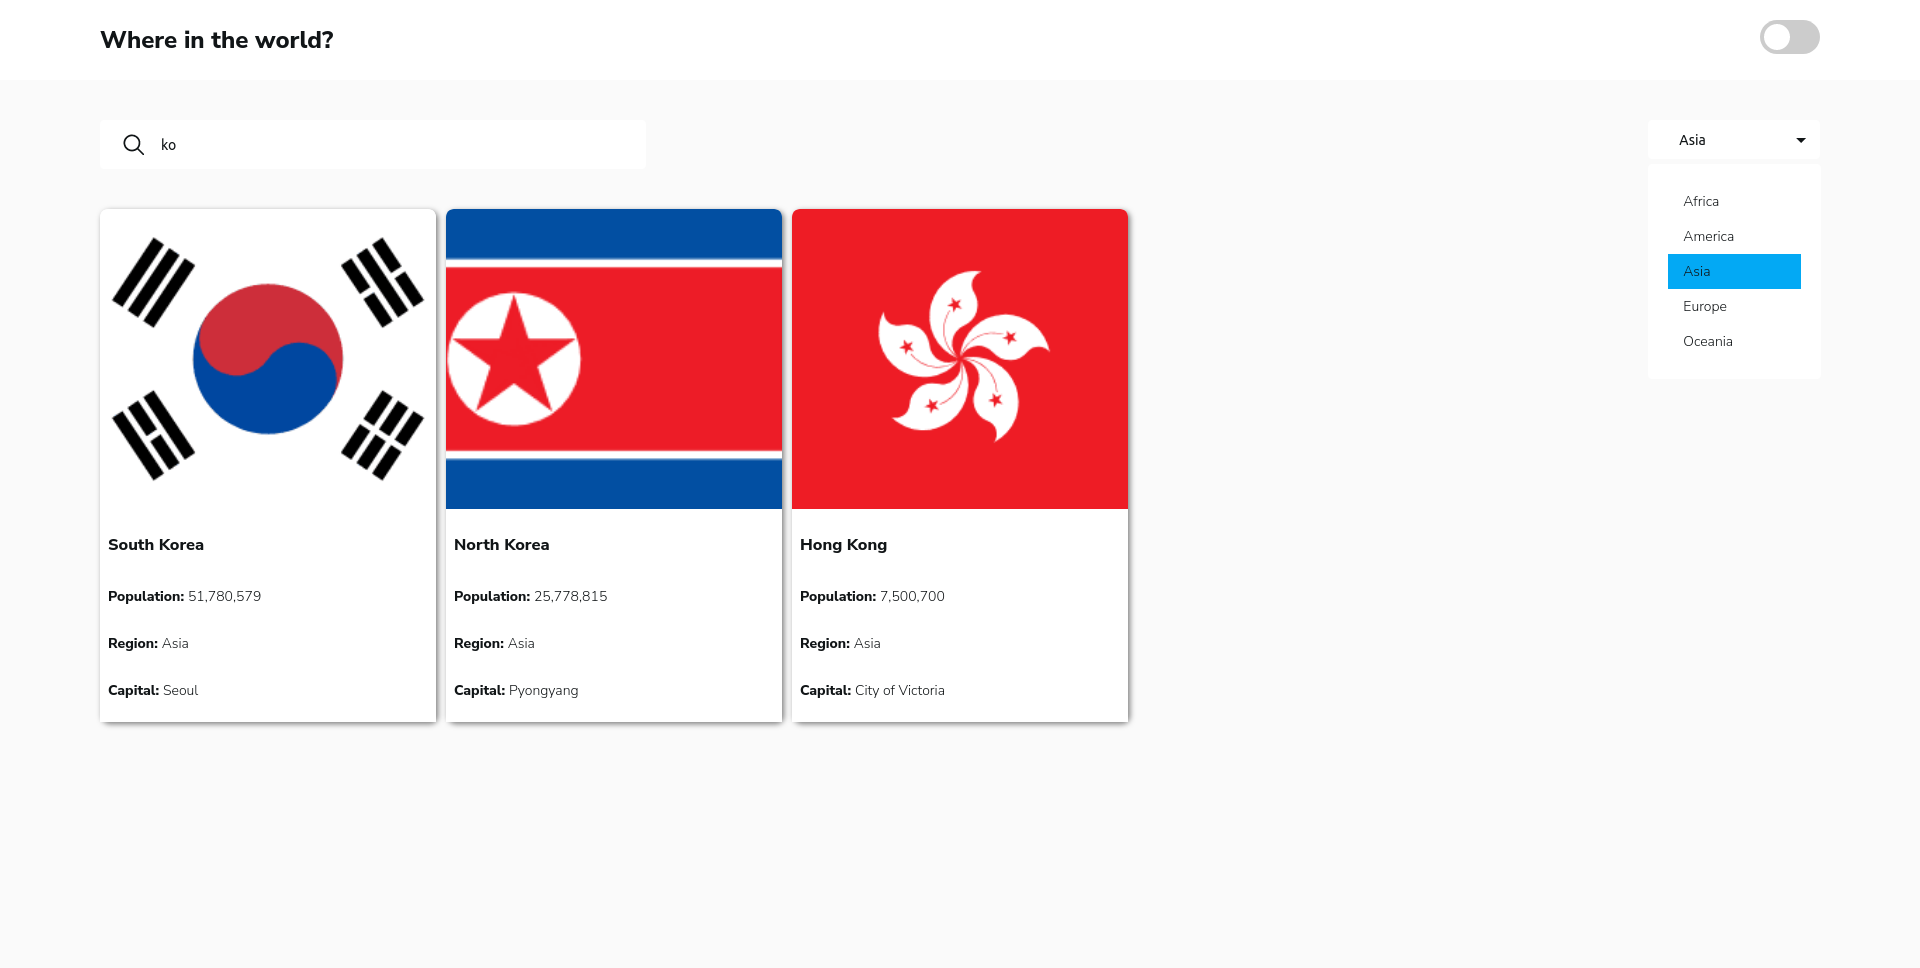 Where in the world?
ko
Asia
Africa
America
Asia
Europe
Oceania
South Korea
Population: 51,780,579
Region: Asia
Capital: Seoul
North Korea
Population: 25,778,815
Region: Asia
Capital: Pyongyang
Hong Kong
Population: 7,500,700
Region: Asia
Capital: City of Victoria